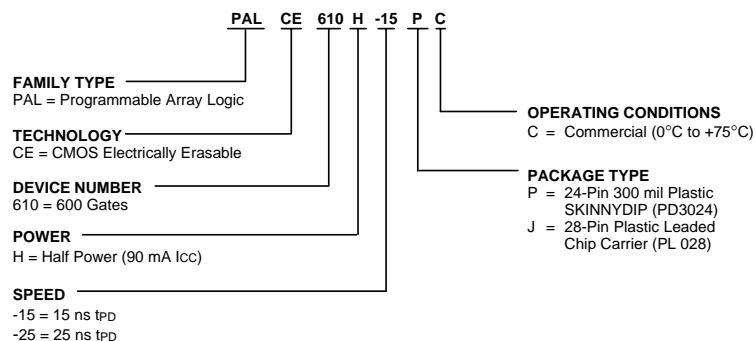 PAL CE 610 H -15 P C
FAMILY TYPE
PAL = Programmable Array Logic
TECHNOLOGY
CE = CMOS Electrically Erasable
DEVICE NUMBER
610 = 600 Gates
POWER
H = Half Power (90 mA ICC)
SPEED
-15 = 15 ns tPD
-25 = 25 ns tPD
OPERATING CONDITIONS
C = Commercial (0°C to +75°C)
PACKAGE TYPE
P = 24-Pin 300 mil Plastic
SKINNYDIP (PD3024)
J = 28-Pin Plastic Leaded
Chip Carrier (PL 028)